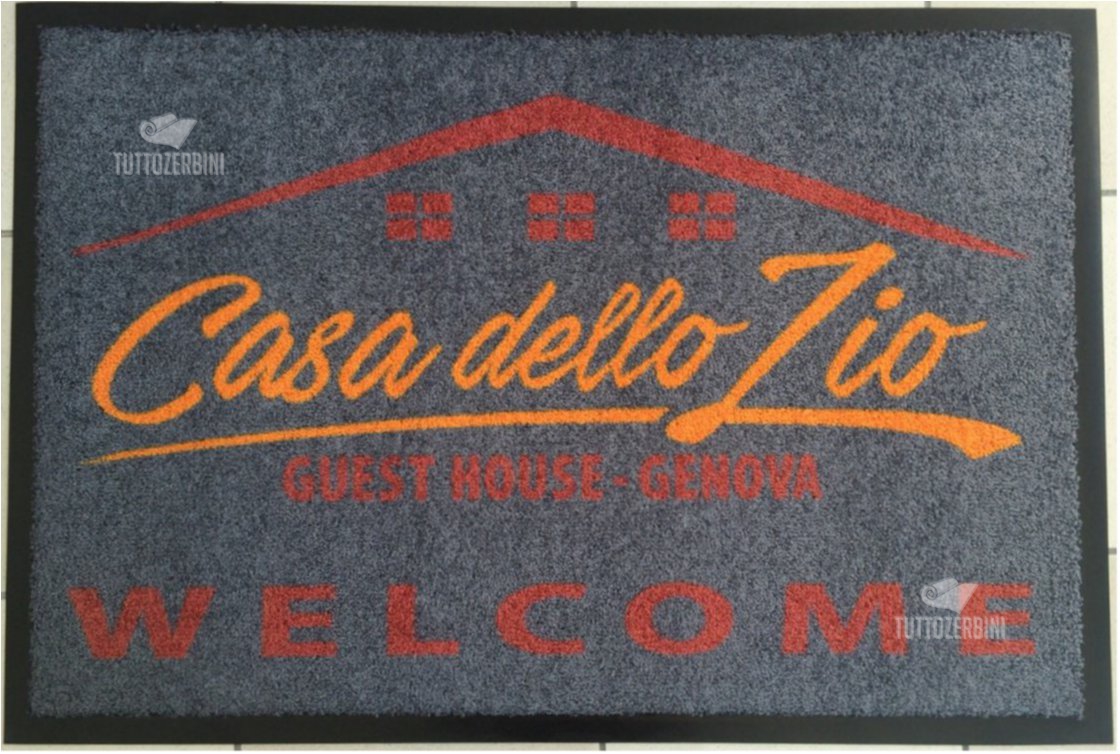 TUTTOZERBINI
Casa dello Zio
GUEST HOUSE - GENOVA
WELCOME
TUTTOZERBINI